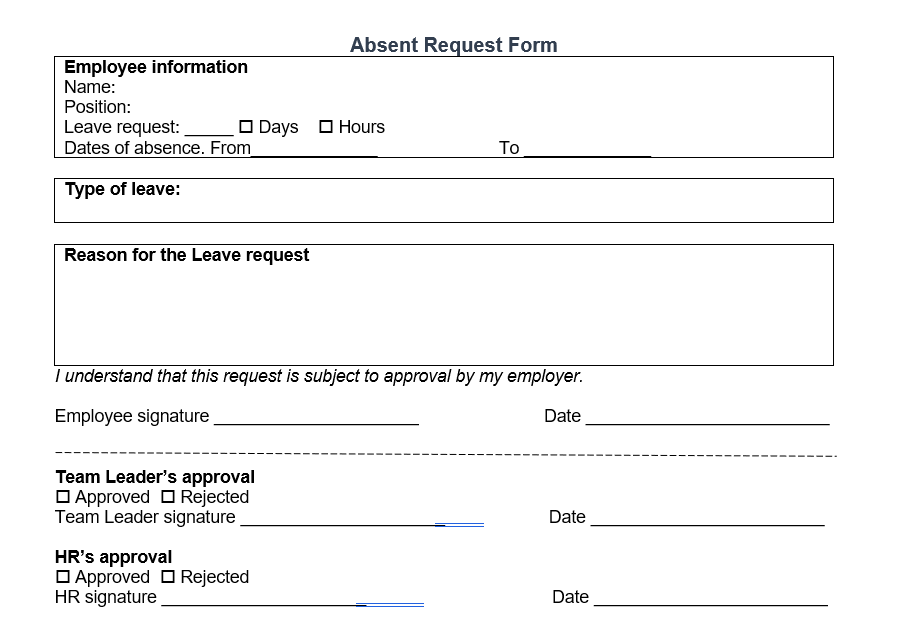 Absent Request Form
Employee information
Name:
Position:
Leave request: _____ ☐ Days ☐ Hours
Dates of absence. From_____________ To _____________
Type of leave:
Reason for the Leave request
I understand that this request is subject to approval by my employer.
Employee signature _____________________ Date _________________________
Team Leader’s approval
☐ Approved ☐ Rejected
Team Leader signature _________________________ Date ________________________
HR’s approval
☐ Approved ☐ Rejected
HR signature ___________________________ Date ________________________